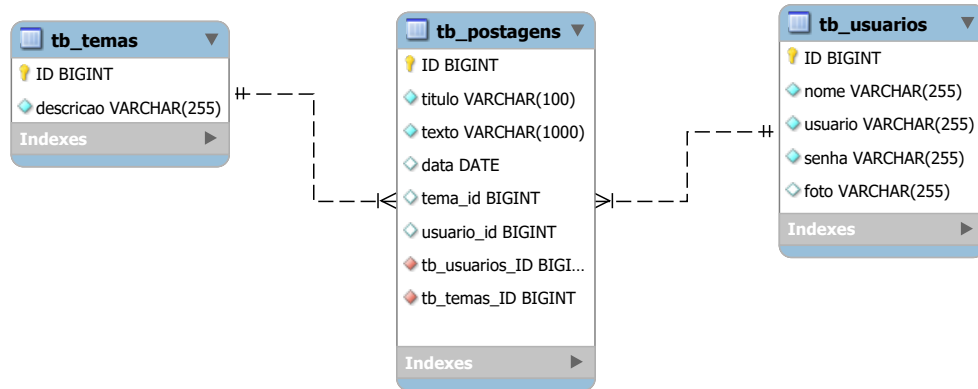 tb_temas
ID BIGINT
descricao VARCHAR(255)
Indexes
tb_postagens
ID BIGINT
titulo VARCHAR(100)
texto VARCHAR(1000)
data DATE
tema_id BIGINT
usuario_id BIGINT
tb_usuarios_ID BIGI...
tb_temas_ID BIGINT
Indexes
tb_usuarios
ID BIGINT
nome VARCHAR(255)
usuario VARCHAR(255)
senha VARCHAR(255)
foto VARCHAR(255)
Indexes